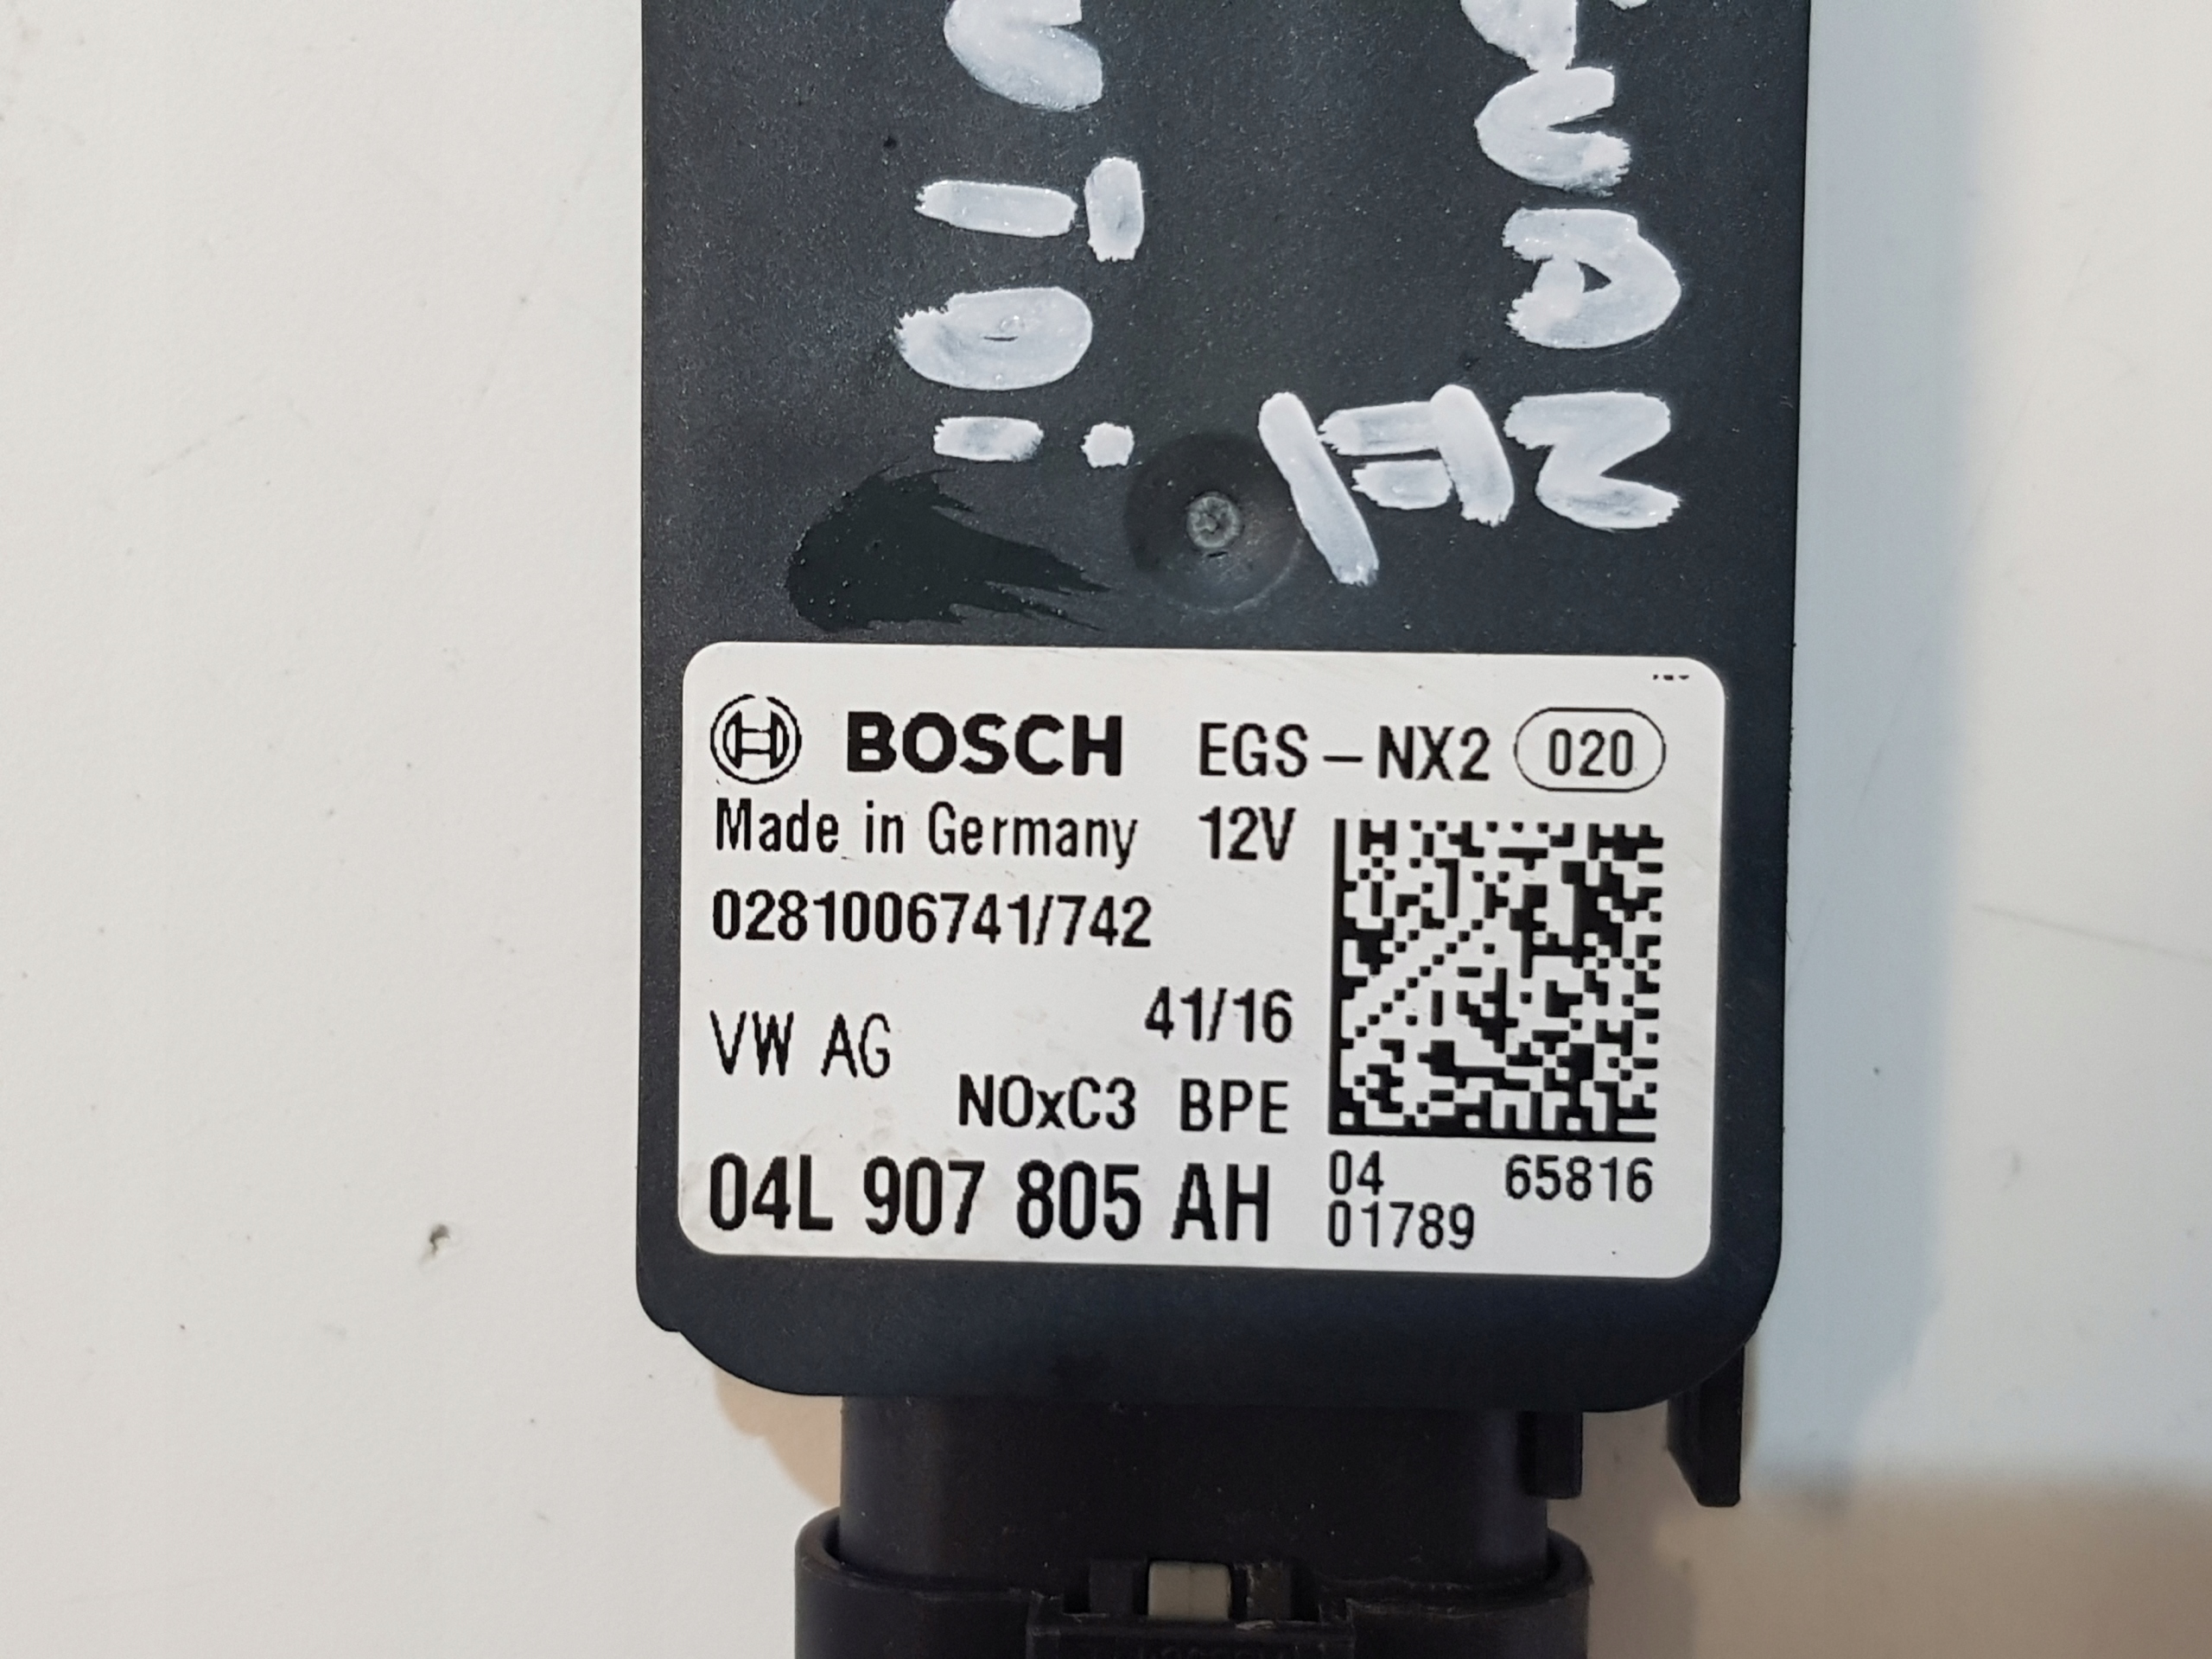 BOSCH EGS-NX2 020
Made in Germany 12V
0281006741/742
VW AG 41/16
NOxC3 BPE
04L 907 805 AH
04 65816
01789